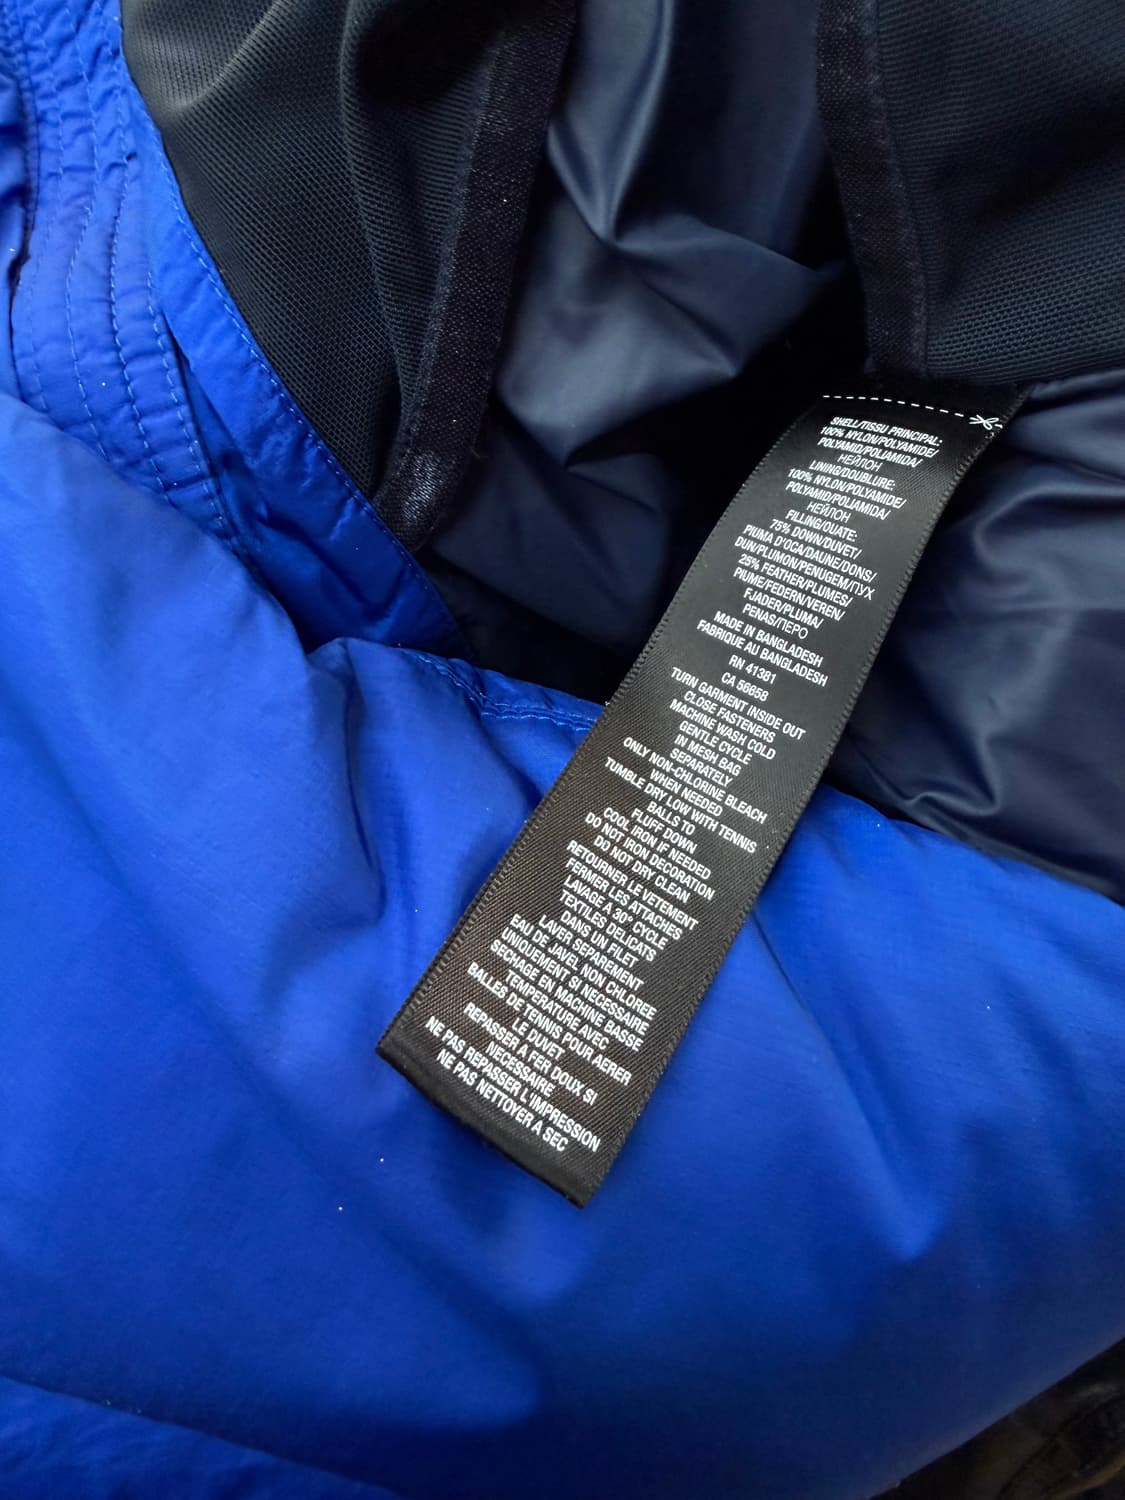 SHELL/TISSU PRINCIPAL:
100% NYLON/POLYAMIDE/
POLYAMID/POLIAMIDA/
НЕЙЛОН
LINING/DOUBLURE:
100% NYLON/POLYAMIDE/
POLYAMID/POLIAMIDA/
НЕЙЛОН
FILLING/OUATE:
75% DOWN/DUVET/
PIUMA D'OCA/DAUNE/DONS/
DUN/PLUMON/PENUGEM/ПУХ
25% FEATHER/PLUMES/
PIUME/FEDERN/VEREN/
FJADER/PLUMA/
PENAS/ПЕРО
MADE IN BANGLADESH
FABRIQUE AU BANGLADESH
RN 41381
CA 56658
TURN GARMENT INSIDE OUT
CLOSE FASTENERS
MACHINE WASH COLD
GENTLE CYCLE
IN MESH BAG
SEPARATELY
ONLY NON-CHLORINE BLEACH
WHEN NEEDED
TUMBLE DRY LOW WITH TENNIS
BALLS TO
FLUFF DOWN
COOL IRON IF NEEDED
DO NOT IRON DECORATION
DO NOT DRY CLEAN
RETOURNER LE VETEMENT
FERMER LES ATTACHES
LAVAGE A 30° CYCLE
TEXTILES DELICATS
DANS UN FILET
LAVER SEPAREMENT
EAU DE JAVEL NON CHLOREE
UNIQUEMENT SI NECESSAIRE
SECHAGE EN MACHINE BASSE
TEMPERATURE AVEC
BALLES DE TENNIS POUR AERER
LE DUVET
REPASSER A FER DOUX SI
NECESSAIRE
NE PAS REPASSER L'IMPRESSION
NE PAS NETTOYER A SEC